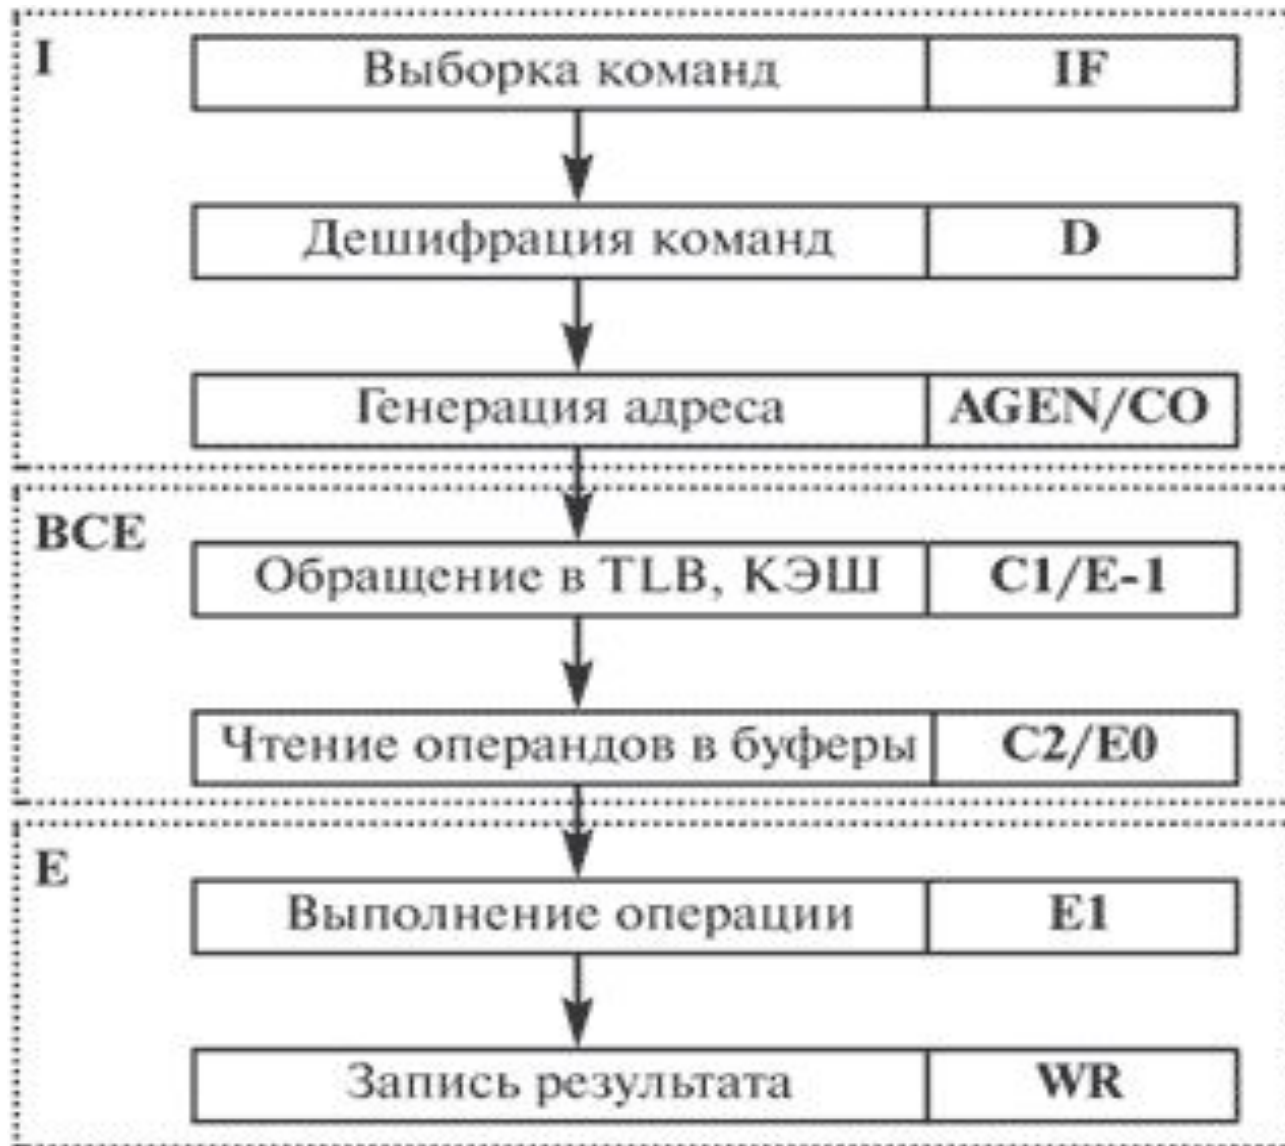 I
Выборка команд IF
Дешифрация команд D
Генерация адреса AGEN/CO
BCE
Обращение в TLB, КЭШ C1/E-1
Чтение операндов в буферы C2/E0
E
Выполнение операции E1
Запись результата WR